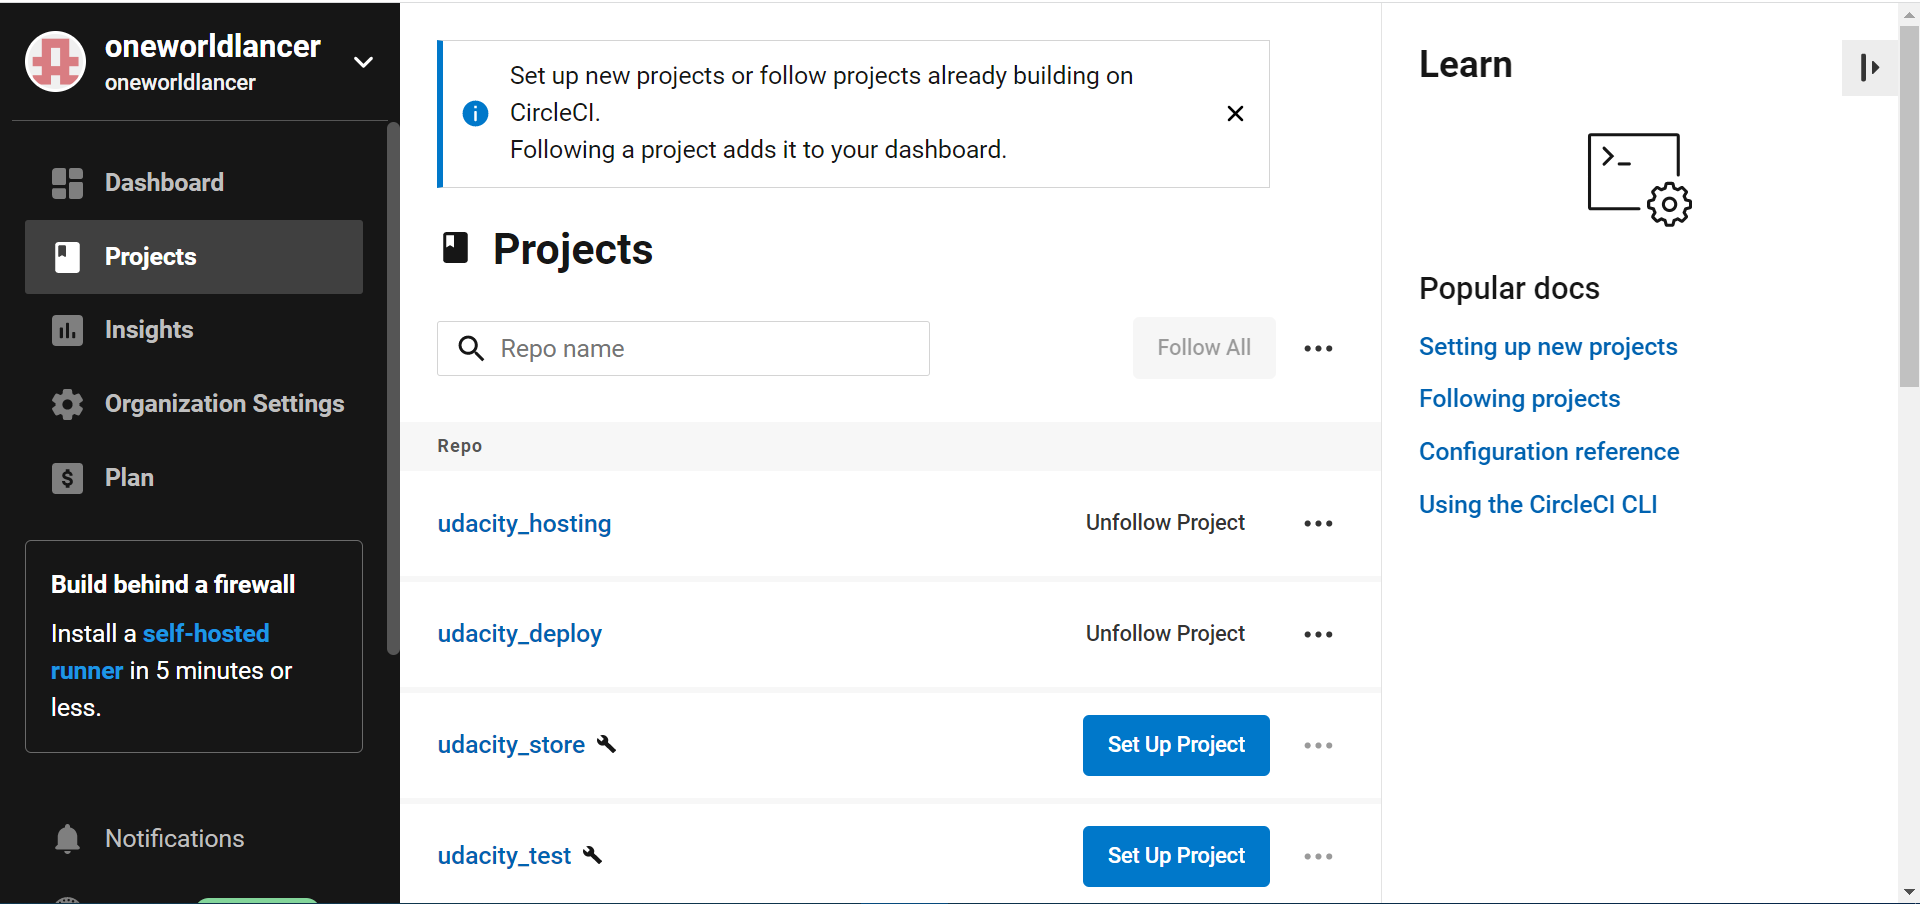 oneworldlancer
oneworldlancer
Dashboard
Projects
Insights
Organization Settings
Plan
Build behind a firewall
Install a self-hosted
runner in 5 minutes or
less.
Notifications
Set up new projects or follow projects already building on
CircleCI.
Following a project adds it to your dashboard.
Projects
Repo name
Follow All
Repo
udacity_hosting
Unfollow Project
udacity_deploy
Unfollow Project
udacity_store
Set Up Project
udacity_test
Set Up Project
Learn
Popular docs
Setting up new projects
Following projects
Configuration reference
Using the CircleCI CLI